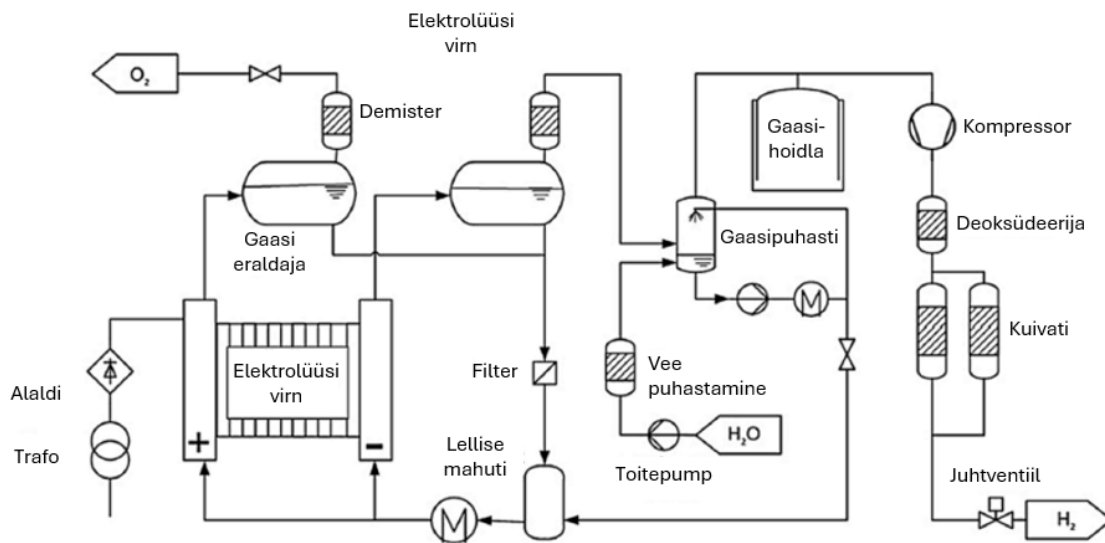 Elektrolüüsi
virn
O₂
Demister
Gaasi-
hoidla
Kompressor
Gaasi
eraldaja
Gaasipuhasti
Deoksüdeerija
Elektrolüüsi
virn
Alaldi
Trafo
+
-
Filter
Vee
puhastamine
Kuivati
H₂O
Lellise
mahuti
Toitepump
Juhtventiil
M
M
H₂